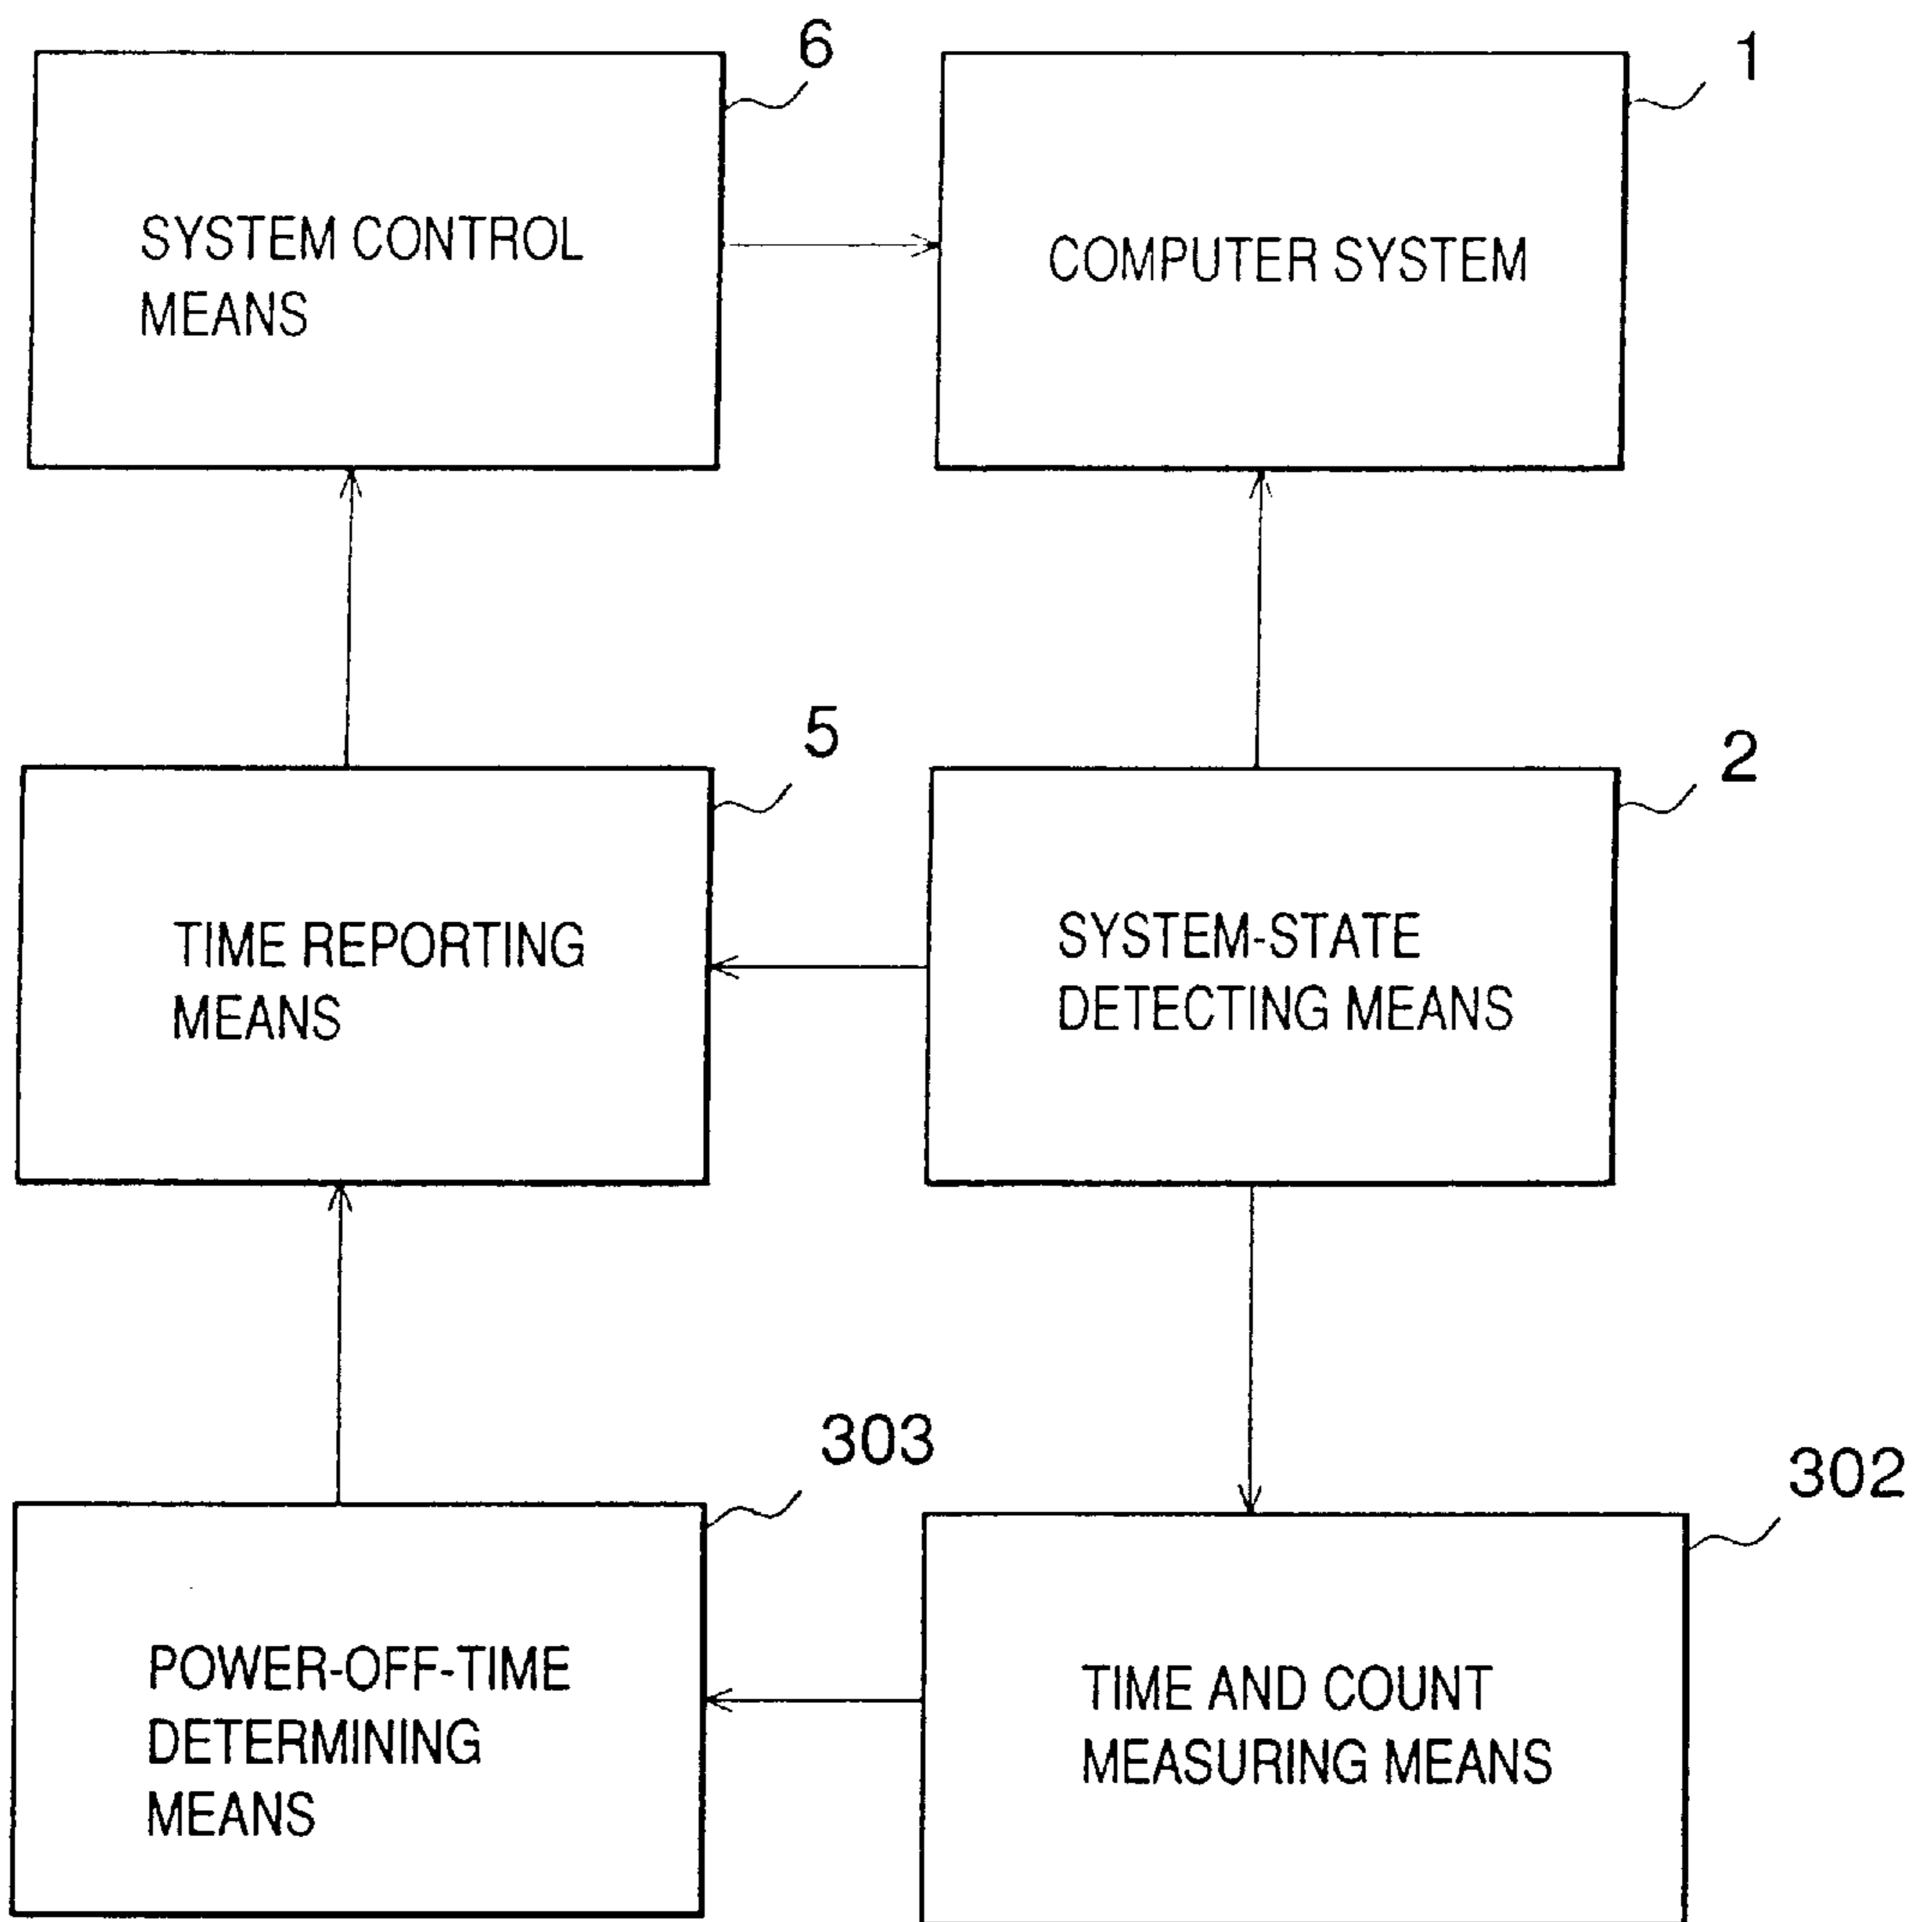 6
1
SYSTEM CONTROL
MEANS
COMPUTER SYSTEM
5
2
TIME REPORTING
MEANS
SYSTEM-STATE
DETECTING MEANS
303
302
POWER-OFF-TIME
DETERMINING
MEANS
TIME AND COUNT
MEASURING MEANS